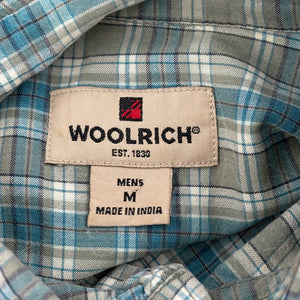 WOOLRICH®
EST. 1830
MENS
M
MADE IN INDIA